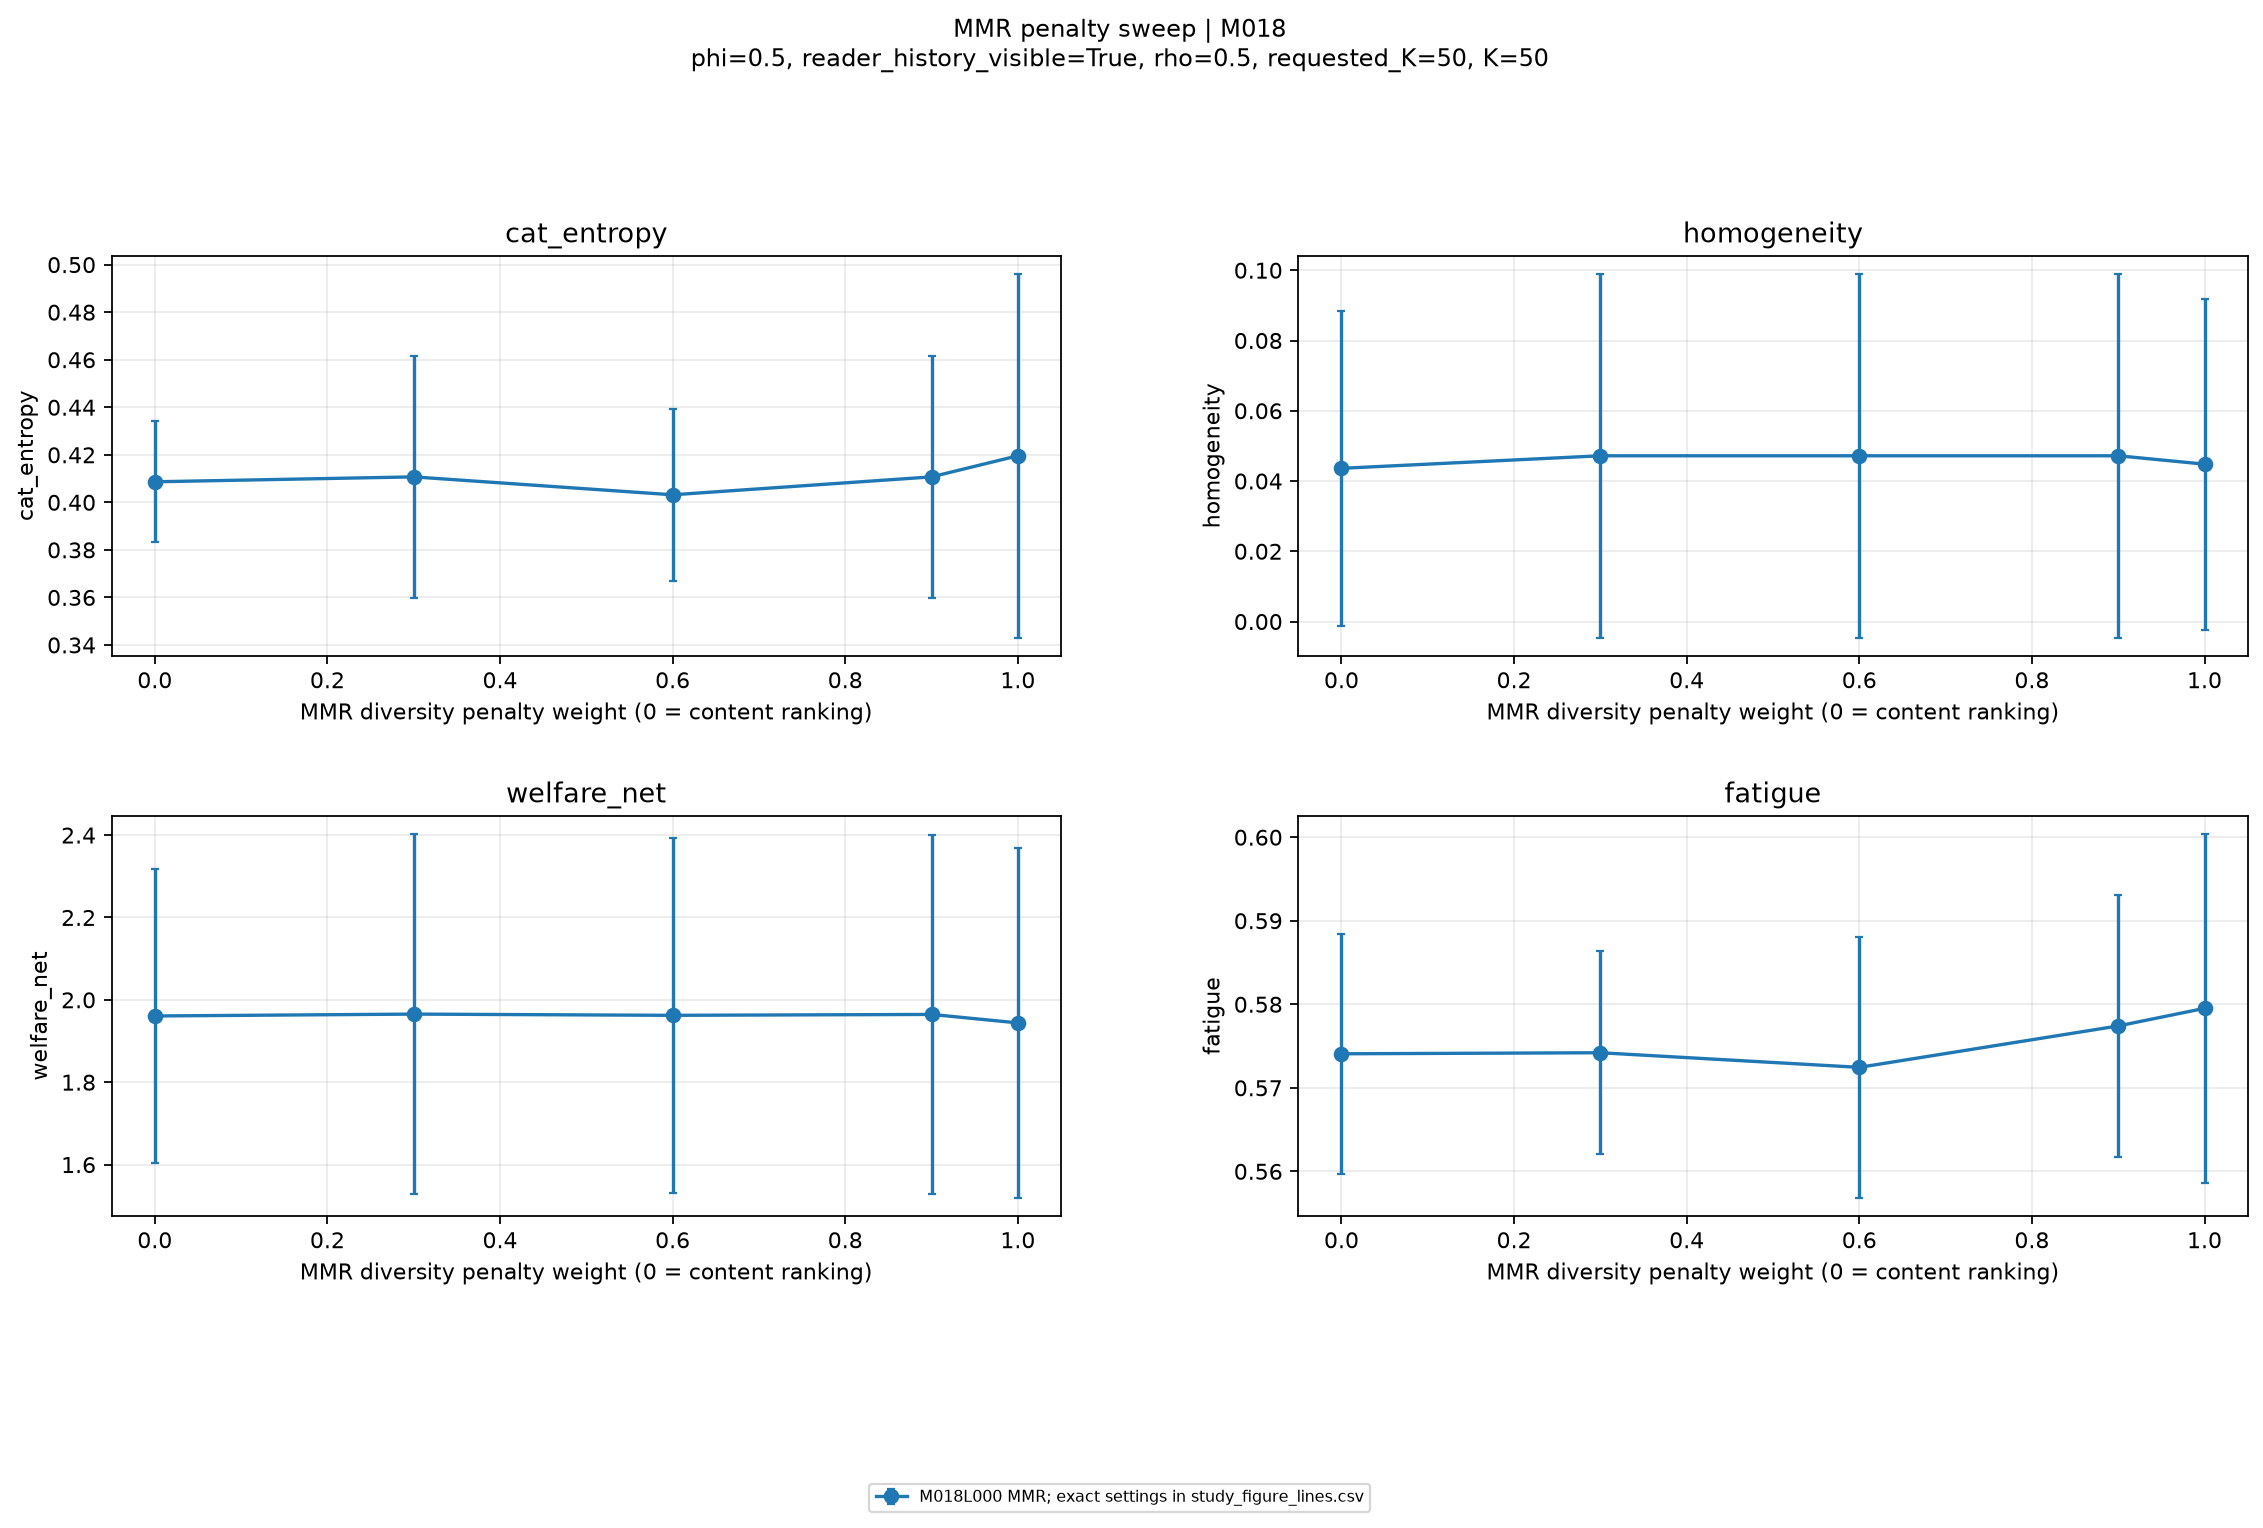 MMR penalty sweep | M018
phi=0.5, reader_history_visible=True, rho=0.5, requested_K=50, K=50
cat_entropy
cat_entropy
0.50
0.48
0.46
0.44
0.42
0.40
0.38
0.36
0.34
0.0 0.2 0.4 0.6 0.8 1.0
MMR diversity penalty weight (0 = content ranking)
homogeneity
homogeneity
0.10
0.08
0.06
0.04
0.02
0.00
0.0 0.2 0.4 0.6 0.8 1.0
MMR diversity penalty weight (0 = content ranking)
welfare_net
welfare_net
2.4
2.2
2.0
1.8
1.6
0.0 0.2 0.4 0.6 0.8 1.0
MMR diversity penalty weight (0 = content ranking)
fatigue
fatigue
0.60
0.59
0.58
0.57
0.56
0.0 0.2 0.4 0.6 0.8 1.0
MMR diversity penalty weight (0 = content ranking)
M018L000 MMR; exact settings in study_figure_lines.csv